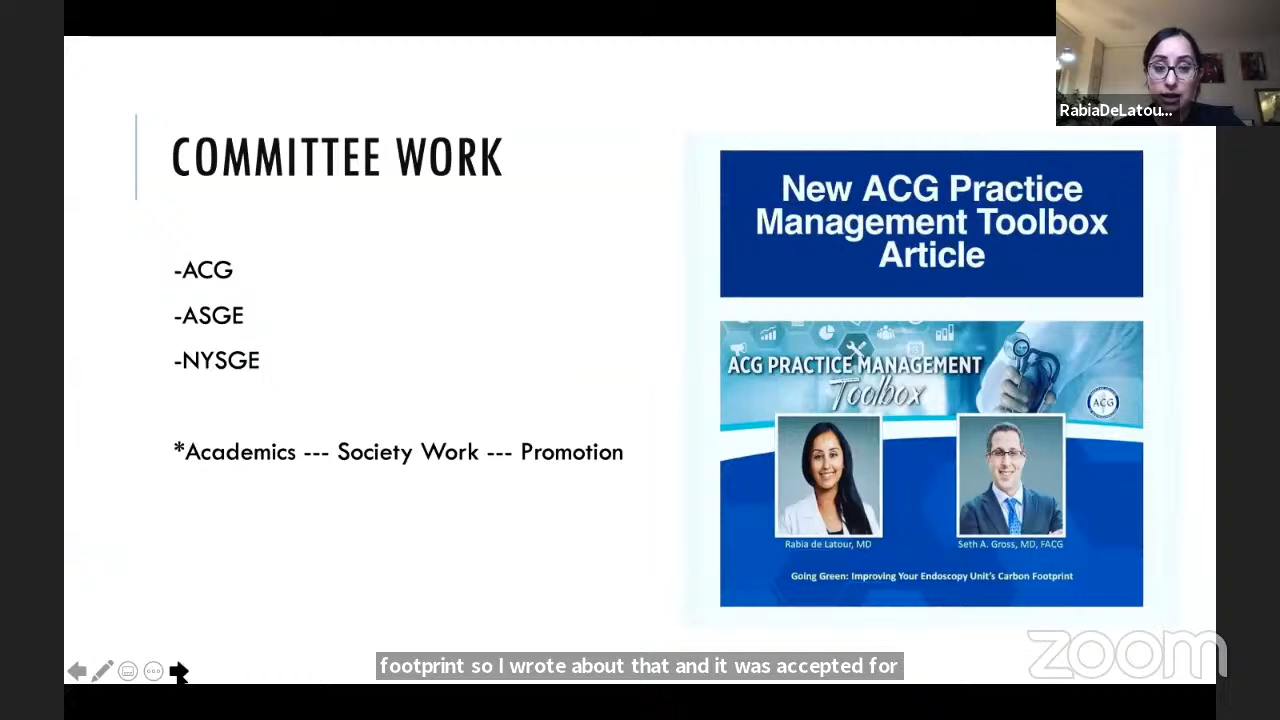 RabiaDeLatou...
COMMITTEE WORK
-ACG
-ASGE
-NYSGE
*Academics --- Society Work --- Promotion
New ACG Practice
Management Toolbox
Article
ACG PRACTICE MANAGEMENT
Toolbox
ACG
Rabia de Latour, MD
Seth A. Gross, MD, FACG
Going Green: Improving Your Endoscopy Unit's Carbon Footprint
footprint so I wrote about that and it was accepted for
zoom